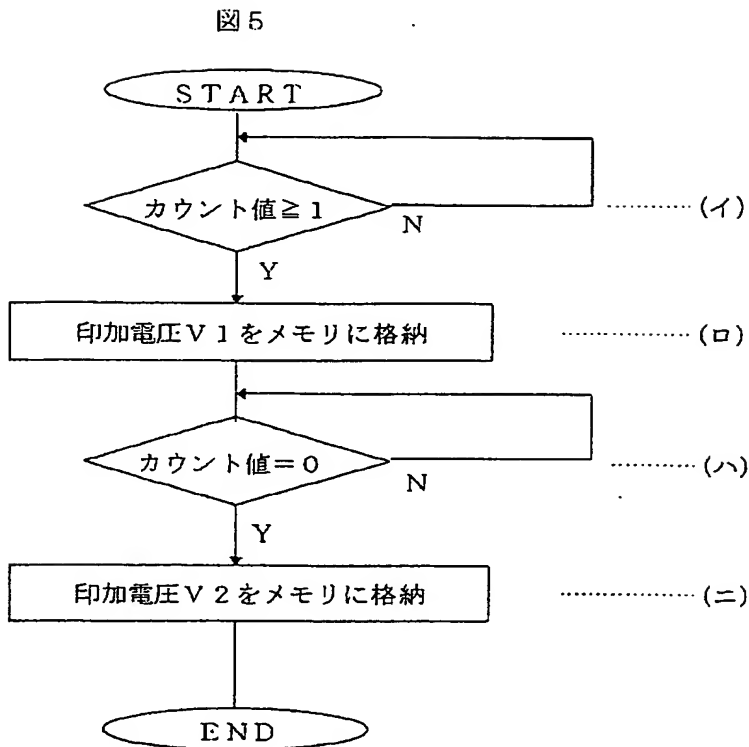 図5
START
カウント値≧1
N
………(イ)
Y
印加電圧V1をメモリに格納
…………(ロ)
カウント値=0
N
………(ハ)
Y
印加電圧V2をメモリに格納
…………(ニ)
END